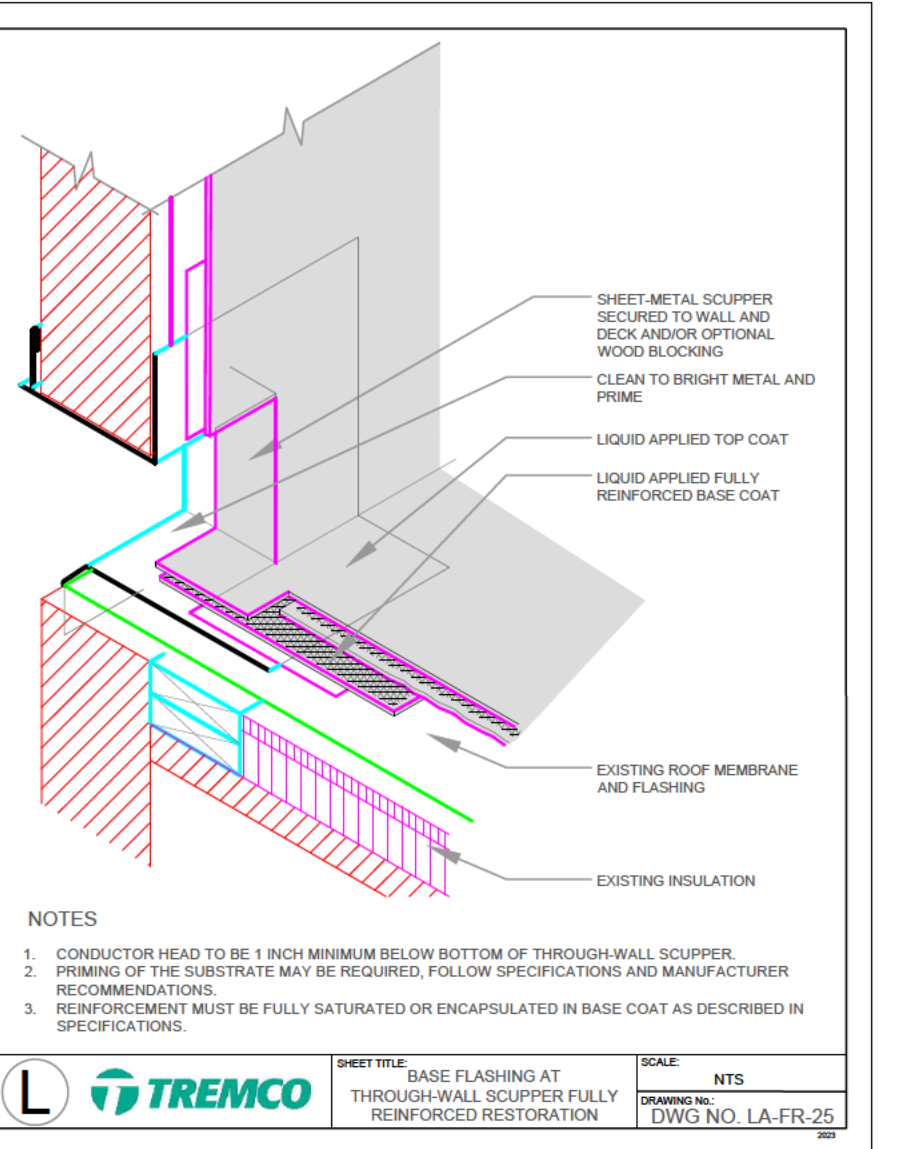 SHEET-METAL SCUPPER
SECURED TO WALL AND
DECK AND/OR OPTIONAL
WOOD BLOCKING
CLEAN TO BRIGHT METAL AND
PRIME
LIQUID APPLIED TOP COAT
LIQUID APPLIED FULLY
REINFORCED BASE COAT
EXISTING ROOF MEMBRANE
AND FLASHING
EXISTING INSULATION
NOTES
1. CONDUCTOR HEAD TO BE 1 INCH MINIMUM BELOW BOTTOM OF THROUGH-WALL SCUPPER.
2. PRIMING OF THE SUBSTRATE MAY BE REQUIRED, FOLLOW SPECIFICATIONS AND MANUFACTURER
RECOMMENDATIONS.
3. REINFORCEMENT MUST BE FULLY SATURATED OR ENCAPSULATED IN BASE COAT AS DESCRIBED IN
SPECIFICATIONS.
L
TREMCO
SHEET TITLE:
BASE FLASHING AT
THROUGH-WALL SCUPPER FULLY
REINFORCED RESTORATION
SCALE:
NTS
DRAWING No.:
DWG NO. LA-FR-25
2023